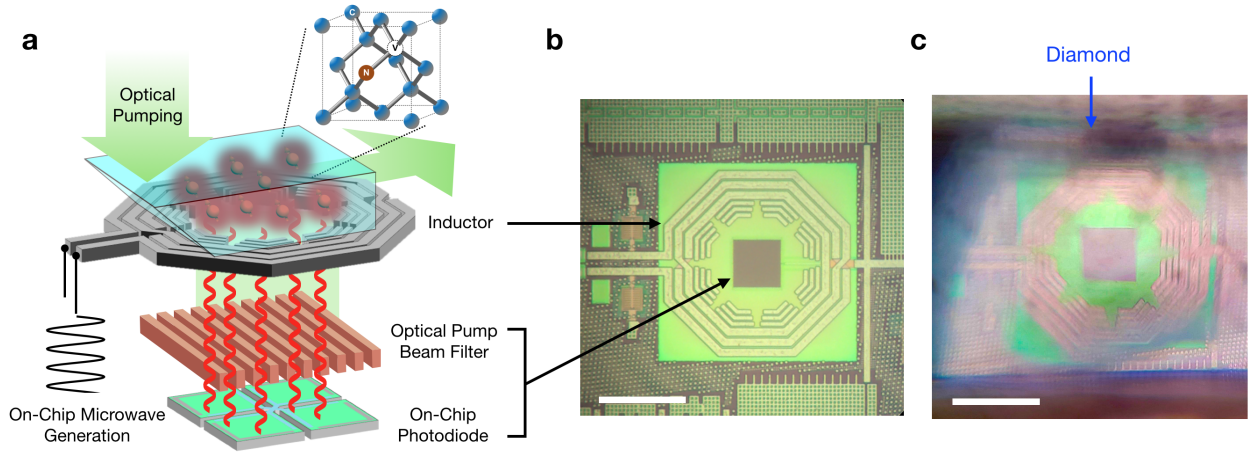 a
b
c
C
V
N
Optical
Pumping
Diamond
Inductor
Optical Pump
Beam Filter
On-Chip Microwave
Generation
On-Chip
Photodiode